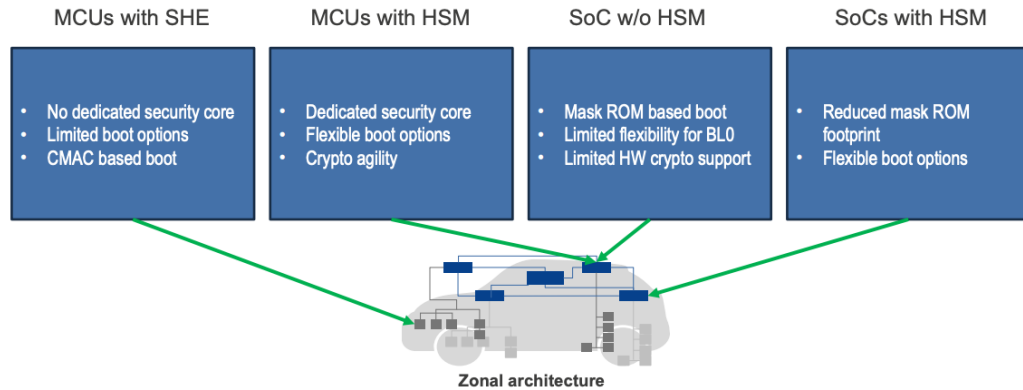 MCUs with SHE
• No dedicated security core
• Limited boot options
• CMAC based boot
MCUs with HSM
• Dedicated security core
• Flexible boot options
• Crypto agility
SoC w/o HSM
• Mask ROM based boot
• Limited flexibility for BL0
• Limited HW crypto support
SoCs with HSM
• Reduced mask ROM
footprint
• Flexible boot options
Zonal architecture